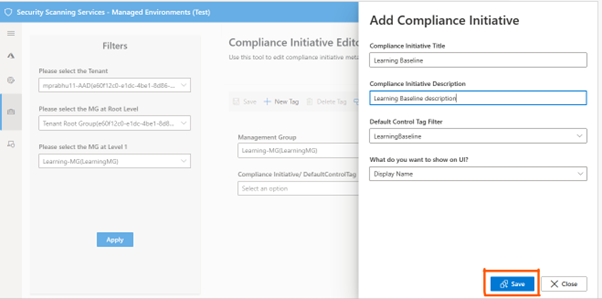 Security Scanning Services - Managed Environments (Test)
Filters
Please select the Tenant
mprabhu11-AAD(e60f12c0-e1dc-4be1-8d86-...
Please select the MG at Root Level
Tenant Root Group(e60f12c0-e1dc-4be1-8d8...
Please select the MG at Level 1
Learning-MG(LearningMG)
Apply
Compliance Initiative Edito
Use this tool to edit compliance initiative meta
Save
New Tag
Delete Tag
Management Group
Learning-MG(LearningMG)
Compliance Initiative/ DefaultControlTag
Select an option
Add Compliance Initiative
Compliance Initiative Title
Learning Baseline
Compliance Initiative Description
Learning Baseline description
Default Control Tag Filter
LearningBaseline
What do you want to show on UI?
Display Name
Save
Close